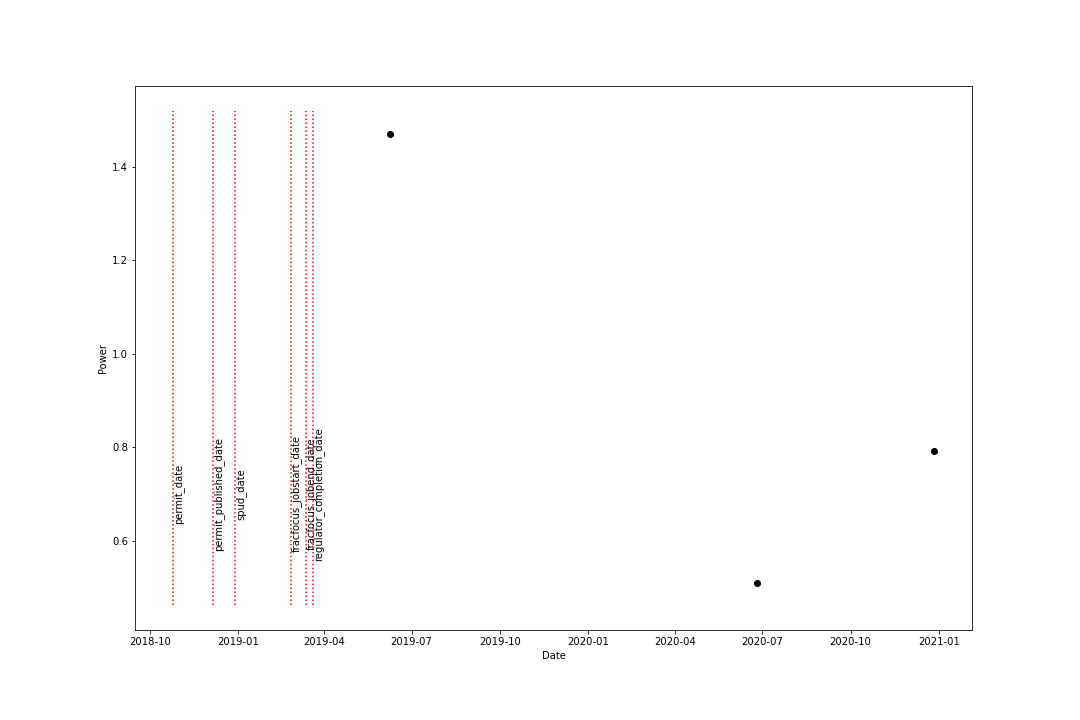 1.4
1.2
1.0
0.8
0.6
Power
permit_date
permit_published_date
spud_date
fracfocus_jobstart_date
fracfocus_jobend_date
regulator_completion_date
2018-10
2019-01
2019-04
2019-07
2019-10
2020-01
2020-04
2020-07
2020-10
2021-01
Date